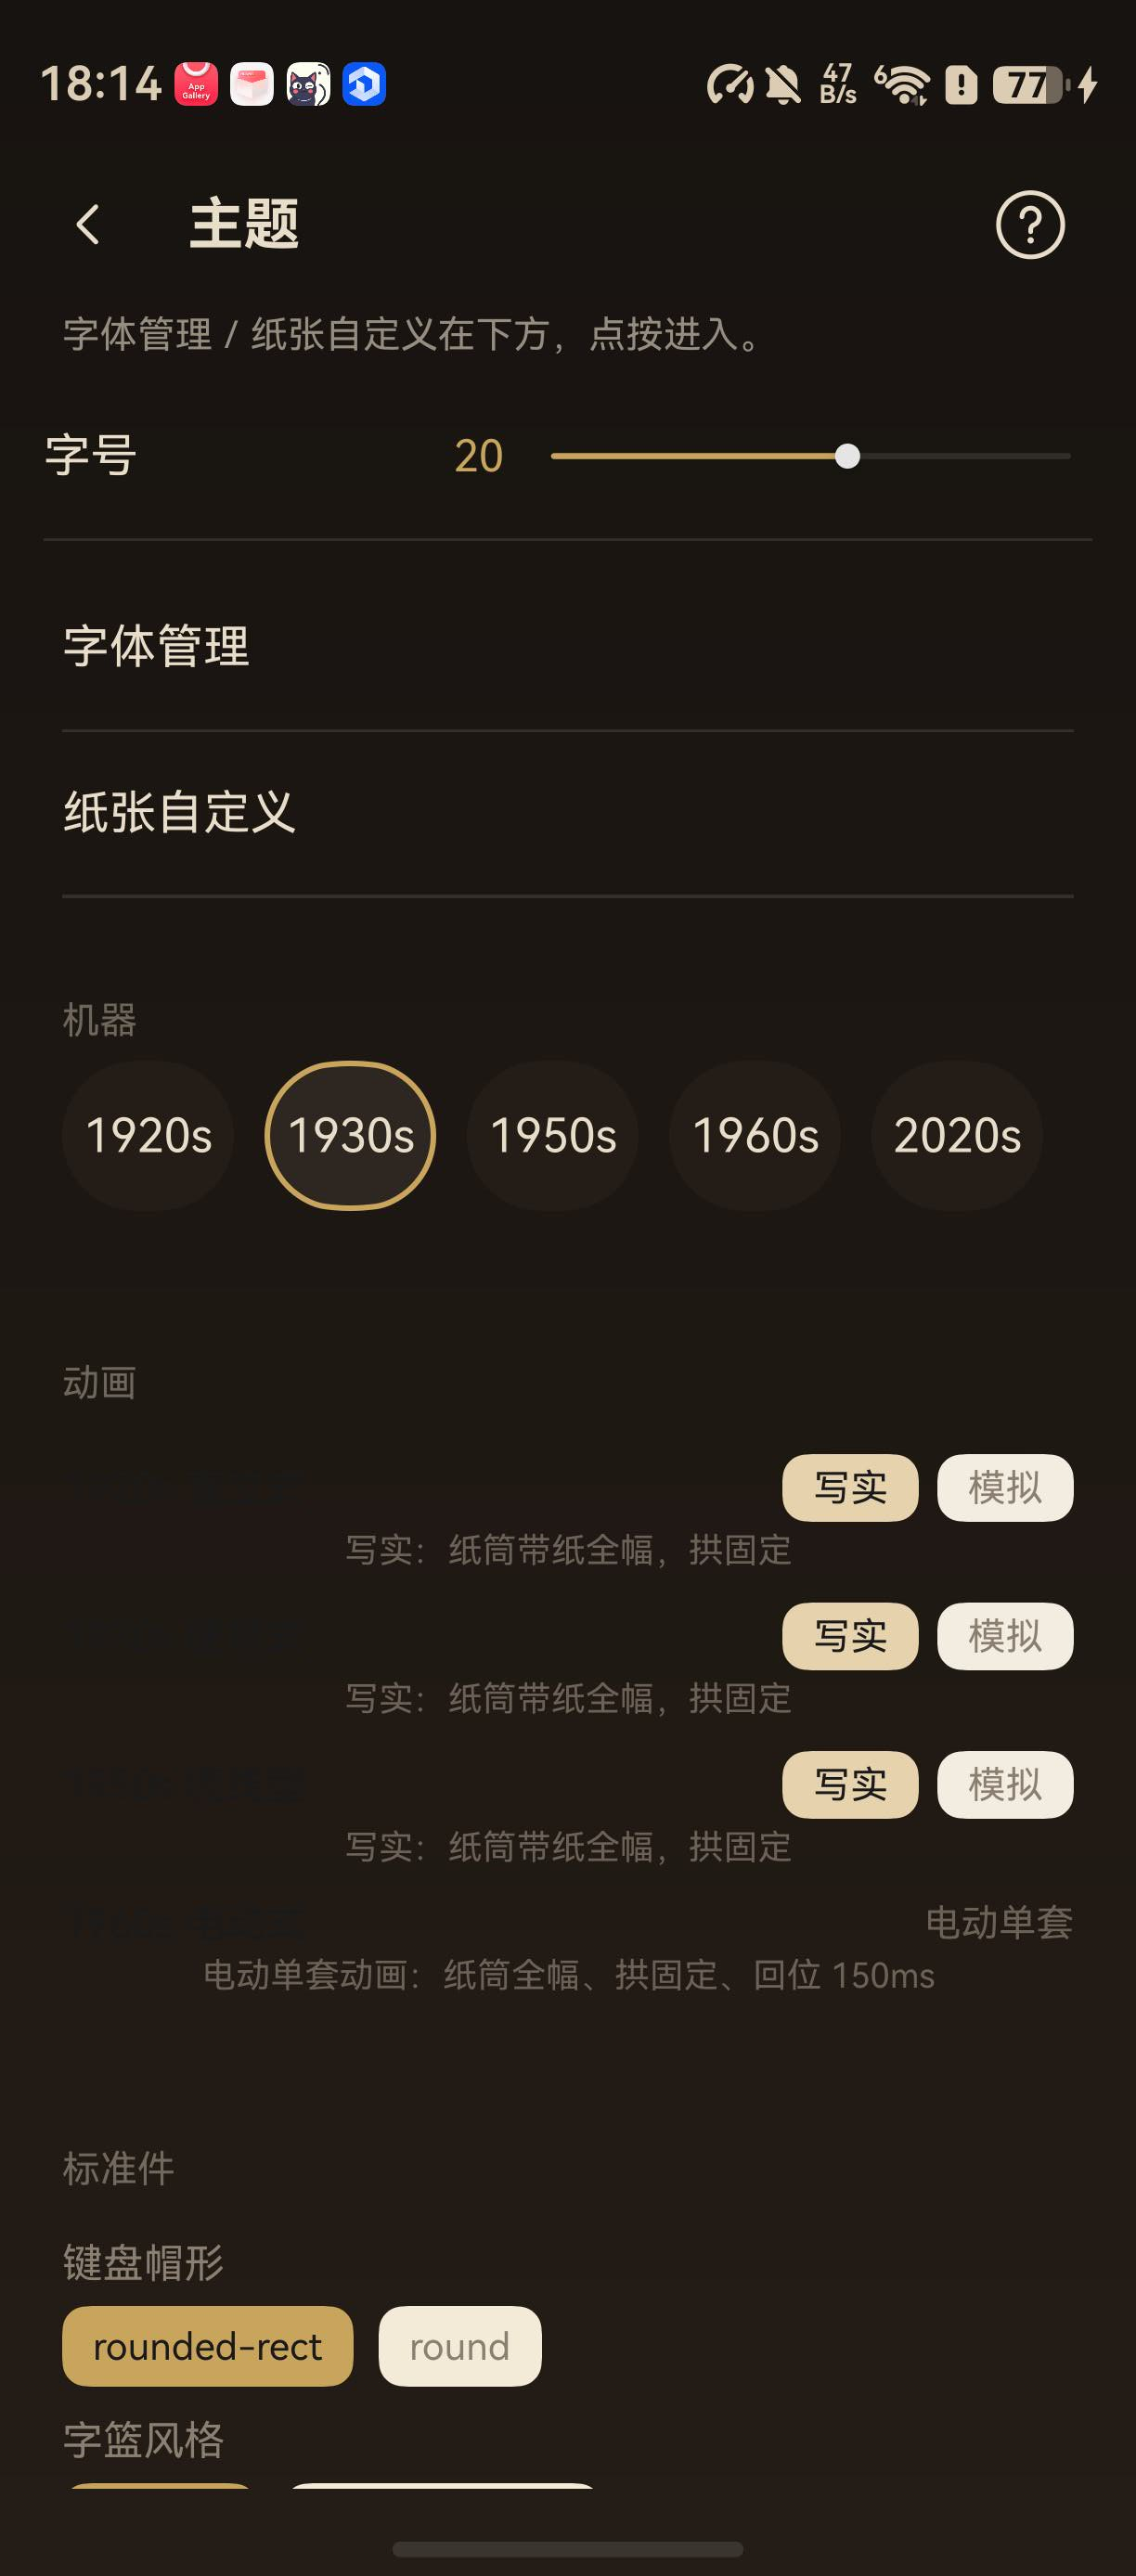 18:14
App
Gallery
47
B/s
6
77
主题
字体管理 / 纸张自定义在下方，点按进入。
字号 20
字体管理
纸张自定义
机器
1920s 1930s 1950s 1960s 2020s
动画
写实 模拟
写实：纸筒带纸全幅，拱固定
写实 模拟
写实：纸筒带纸全幅，拱固定
写实 模拟
写实：纸筒带纸全幅，拱固定
电动单套
电动单套动画：纸筒全幅、拱固定、回位 150ms
标准件
键盘帽形
rounded-rect round
字篮风格